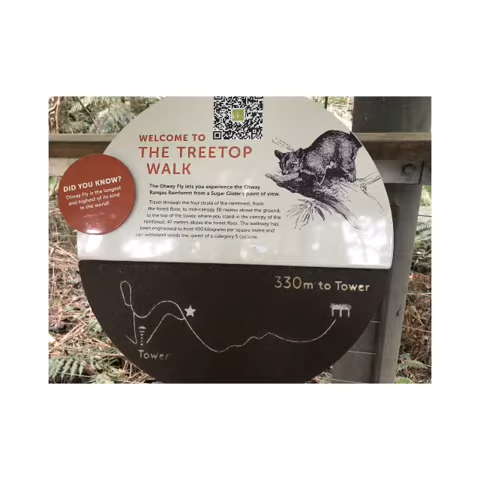 WELCOME TO
THE TREETOP
WALK
DID YOU KNOW?
Otway Fly is the longest
and highest of its kind
in the world!
The Otway Fly lets you experience the Otway
Ranges Rainforest from a Sugar Glider's point of view.
Travel through the four strata of the rainforest, from
the forest floor, to mid-canopy 30 metres above the ground,
to the top of the tower, where you stand in the canopy of the
rainforest, 47 metres above the forest floor. The walkway has
been engineered to hold 400 kilograms per square metre and
can withstand winds the speed of a category 5 cyclone.
330m to Tower
Tower